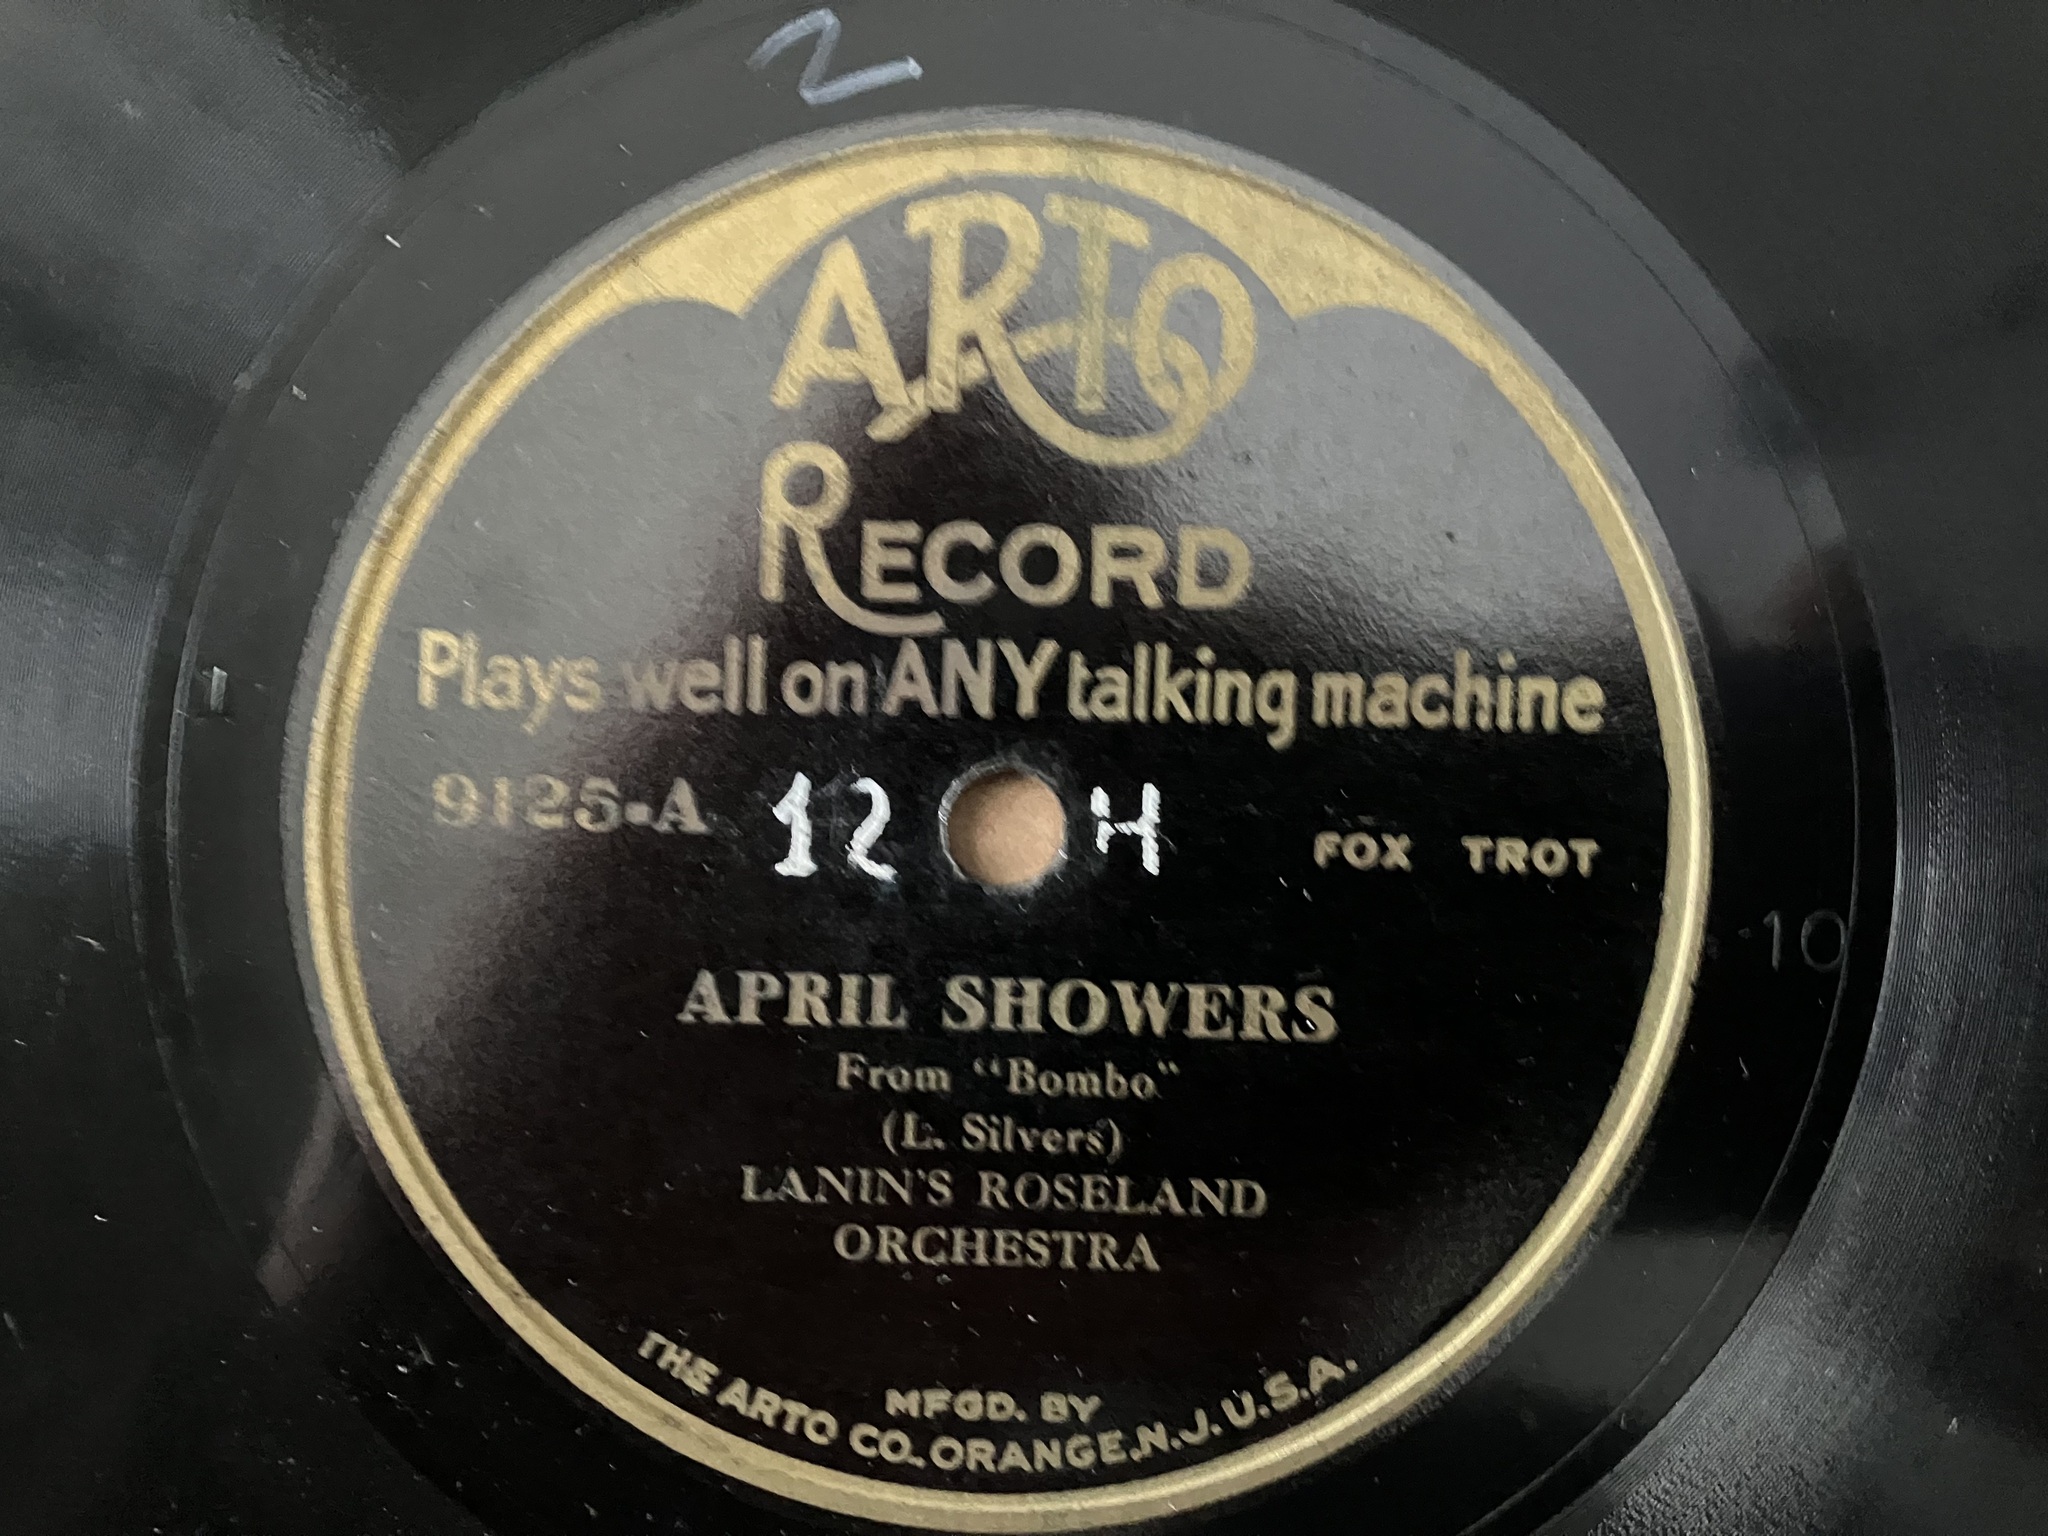 2
ARTO
RECORD
Plays well on ANY talking machine
9125-A 12 H FOX TROT
10
APRIL SHOWERS
From "Bombo"
(L. Silvers)
LANIN'S ROSELAND
ORCHESTRA
MFGD. BY
THE ARTO CO. ORANGE, N.J. U.S.A.